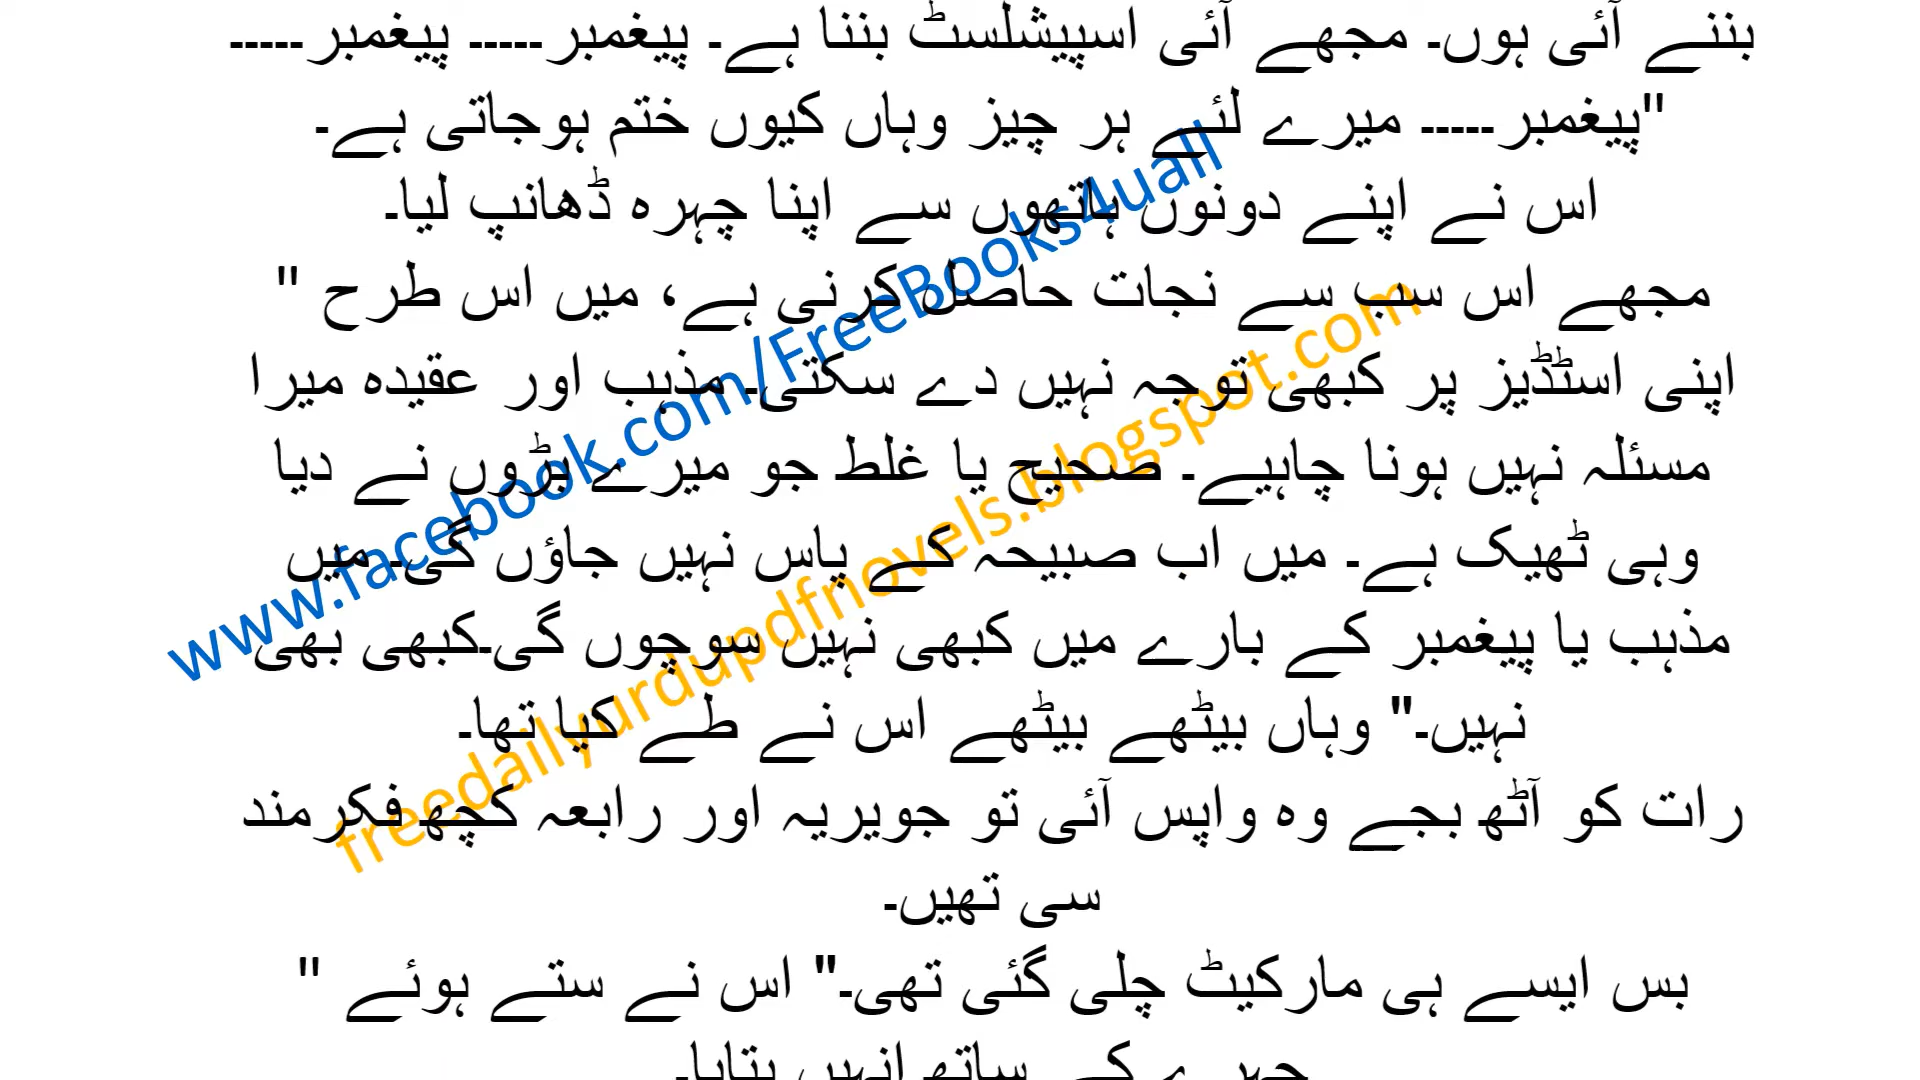 بننے آئی ہوں۔ مجھے آئی اسپیشلسٹ بننا ہے۔ پیغمبر۔۔۔۔۔ پیغمبر۔۔۔۔۔
پیغمبر۔۔۔۔۔ میرے لئے ہر چیز وہاں کیوں ختم ہوجاتی ہے۔"
اس نے اپنے دونوں ہاتھوں سے اپنا چہرہ ڈھانپ لیا۔
مجھے اس سب سے نجات حاصل کرنی ہے، میں اس طرح "
اپنی اسٹڈیز پر کبھی توجہ نہیں دے سکتی۔ مذہب اور عقیدہ میرا
مسئلہ نہیں ہونا چاہیے۔ صحیح یا غلط جو میرے بڑوں نے دیا
وہی ٹھیک ہے۔ میں اب صبیحہ کے پاس نہیں جاؤں گی۔ میں
مذہب یا پیغمبر کے بارے میں کبھی نہیں سوچوں گی۔کبھی بھی
نہیں۔" وہاں بیٹھے بیٹھے اس نے طے کیا تھا۔
رات کو آٹھ بجے وہ واپس آئی تو جویریہ اور رابعہ کچھ فکرمند
سی تھیں۔
بس ایسے ہی مارکیٹ چلی گئی تھی۔" اس نے ستے ہوئے "
چہرے کے ساتھ انہیں بتایا۔
www.facebook.com/FreeBooks4uall
freedailyurdupdfnovels.blogspot.com